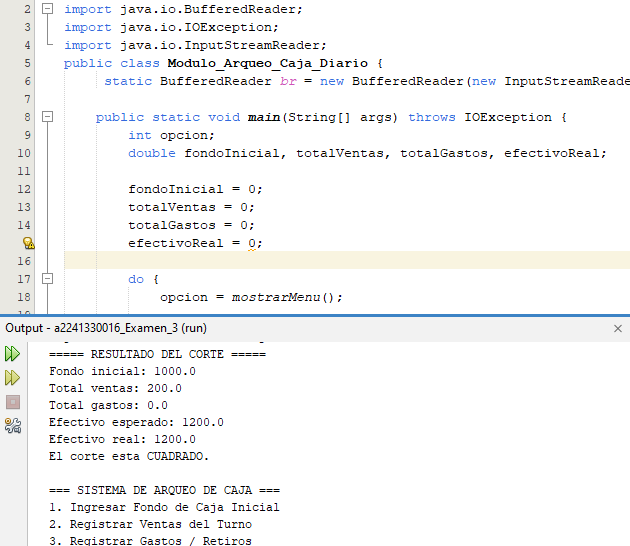 2 import java.io.BufferedReader;
3 import java.io.IOException;
4 import java.io.InputStreamReader;
5 public class Modulo_Arqueo_Caja_Diario {
6 static BufferedReader br = new BufferedReader(new InputStreamReade
7
8 public static void main(String[] args) throws IOException {
9 int opcion;
10 double fondoInicial, totalVentas, totalGastos, efectivoReal;
11
12 fondoInicial = 0;
13 totalVentas = 0;
14 totalGastos = 0;
efectivoReal = 0;
16
17 do {
18 opcion = mostrarMenu();
Output - a2241330016_Examen_3 (run)
===== RESULTADO DEL CORTE =====
Fondo inicial: 1000.0
Total ventas: 200.0
Total gastos: 0.0
Efectivo esperado: 1200.0
Efectivo real: 1200.0
El corte esta CUADRADO.
=== SISTEMA DE ARQUEO DE CAJA ===
1. Ingresar Fondo de Caja Inicial
2. Registrar Ventas del Turno
3. Registrar Gastos / Retiros